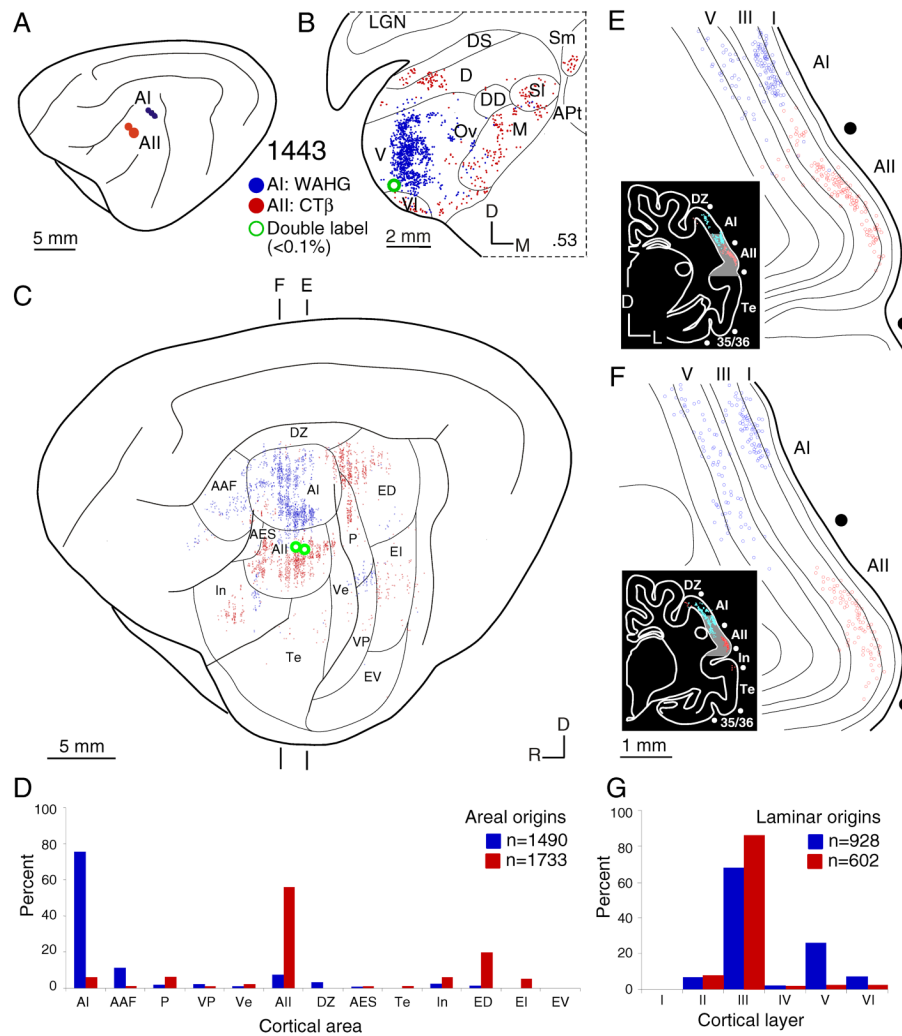 A
AI
AII
5 mm
1443
AI: WAHG
AII: CTβ
Double label
(<0.1%)
B
LGN
DS
Sm
D
DD
SI
APt
Ov
M
V
VI
2 mm
D
M
.53
E
V III I
AI
AII
DZ
AI
AII
Te
D
L
35/36
C
F E
DZ
AAF
AI
ED
AES
AII
P
EI
In
Ve
Te
VP
EV
5 mm
D
R
F
V III I
AI
AII
DZ
AI
AII
In
Te
35/36
1 mm
D
Areal origins
n=1490
n=1733
Percent
100
80
60
40
20
0
AI AAF P VP Ve AII DZ AES Te In ED EI EV
Cortical area
G
Laminar origins
n=928
n=602
Percent
100
80
60
40
20
0
I II III IV V VI
Cortical layer